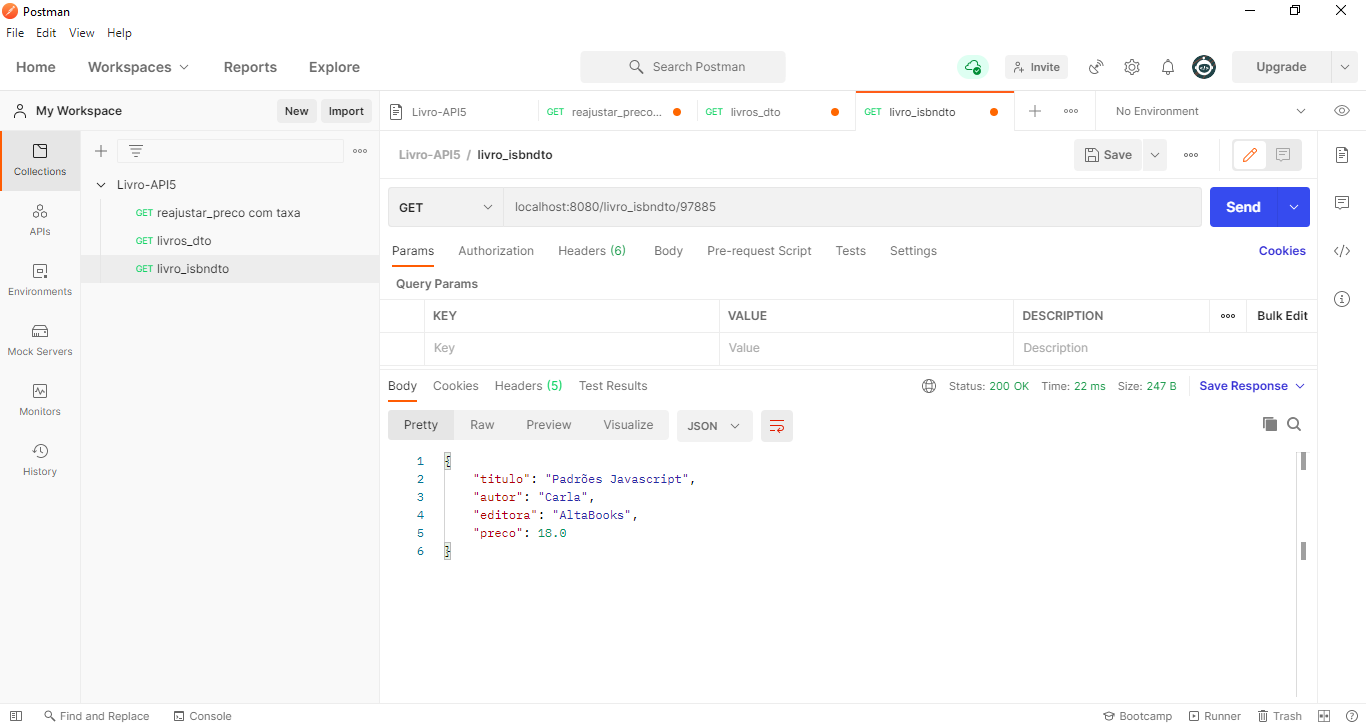 Postman
File Edit View Help
Home Workspaces Reports Explore Search Postman Invite Upgrade
My Workspace New Import
Livro-API5 GET reajustar_preco... GET livros_dto GET livro_isbndto No Environment
Livro-API5 / livro_isbndto Save
Collections
APIs
Environments
Mock Servers
Monitors
History
Livro-API5
GET reajustar_preco com taxa
GET livros_dto
GET livro_isbndto
GET localhost:8080/livro_isbndto/97885 Send
Params Authorization Headers (6) Body Pre-request Script Tests Settings Cookies
Query Params
KEY VALUE DESCRIPTION Bulk Edit
Key Value Description
Body Cookies Headers (5) Test Results Status: 200 OK Time: 22 ms Size: 247 B Save Response
Pretty Raw Preview Visualize JSON
1 {
2 "titulo": "Padrões Javascript",
3 "autor": "Carla",
4 "editora": "AltaBooks",
5 "preco": 18.0
6 }
Find and Replace Console Bootcamp Runner Trash